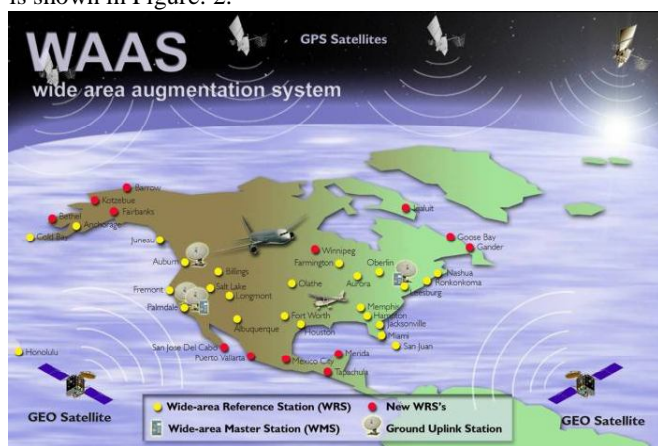 is shown in Figure. 2.
WAAS
wide area augmentation system
GPS Satellites
Barrow
Kotzebue
Fairbanks
Bethel
Anchorage
Cold Bay
Juneau
Iqaluit
Goose Bay
Gander
Winnipeg
Auburn
Billings
Farmington
Oberlin
Nashua
Ronkonkoma
Leesburg
Fremont
Salt Lake
Longmont
Olathe
Aurora
Palmdale
Albuquerque
Fort Worth
Houston
Memphis
Hampton
Jacksonville
Miami
San Juan
Honolulu
San Jose Del Cabo
Puerto Vallarta
Mexico City
Merida
Tapachula
GEO Satellite
GEO Satellite
Wide-area Reference Station (WRS)
New WRS's
Wide-area Master Station (WMS)
Ground Uplink Station